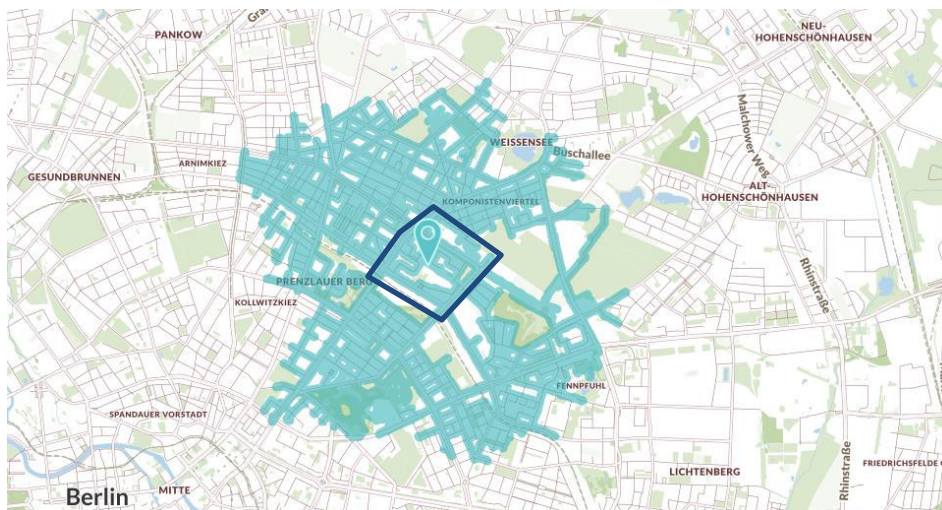 PANKOW
NEU-
HOHENSCHÖNHAUSEN
Malchower Weg
WEISSENSEE
Buschallee
ARNIMKIEZ
GESUNDBRUNNEN
ALT-
HOHENSCHÖNHAUSEN
KOMPONISTENVIERTEL
PRENZLAUER BERG
Rhinstraße
KOLLWITZKIEZ
FENNPFUHL
SPANDAUER VORSTADT
LICHTENBERG
FRIEDRICHSFELDE
Rhinstraße
Berlin
MITTE